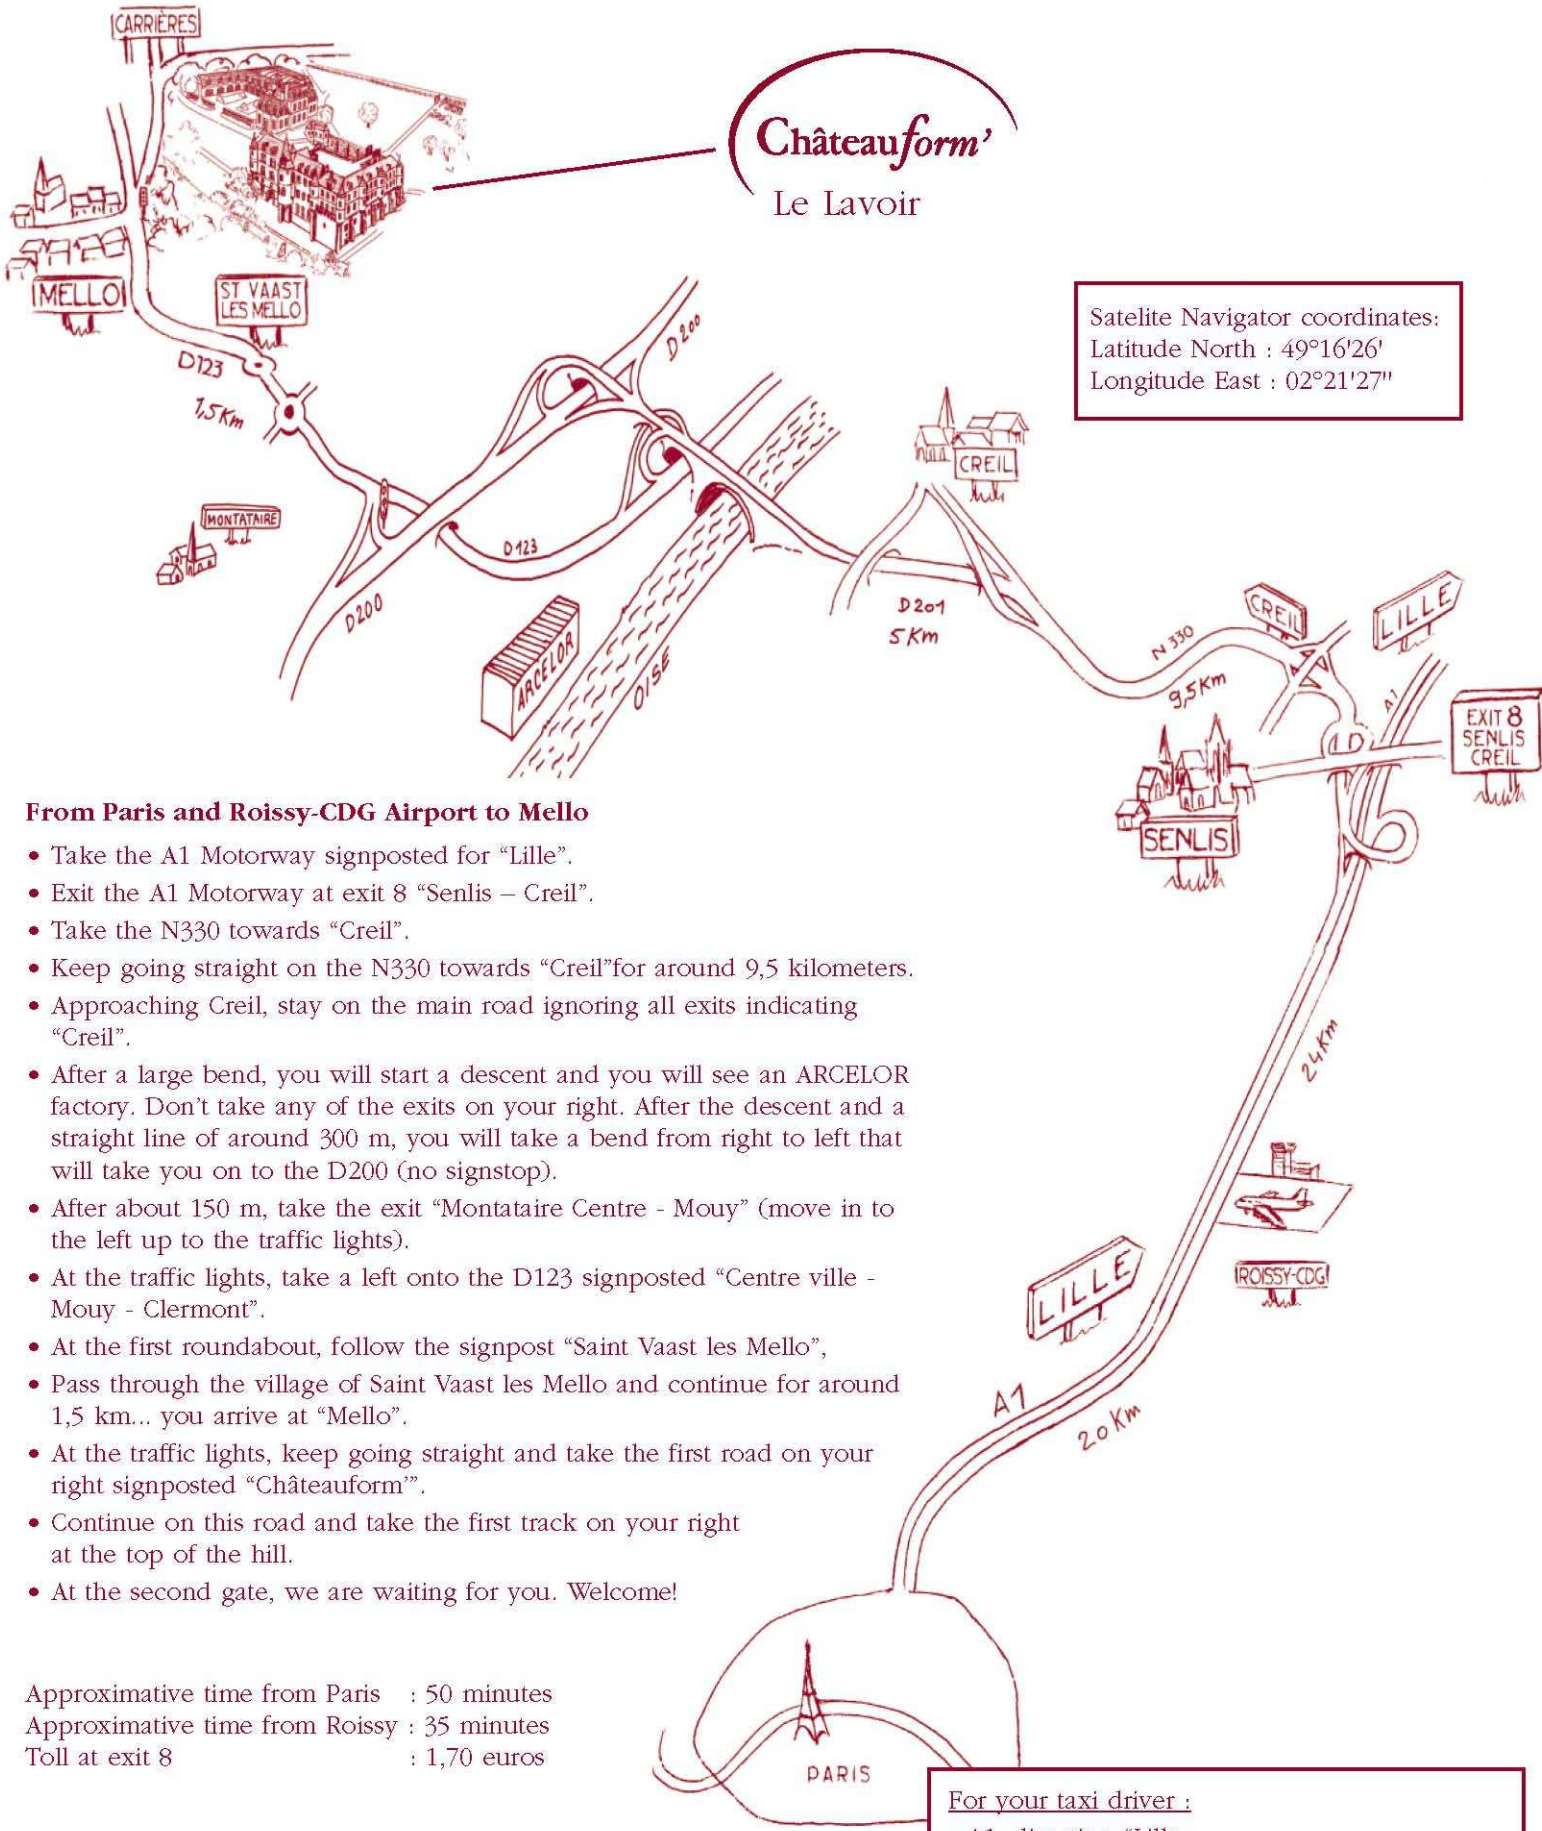 CARRIÈRES
Châteauform'
Le Lavoir
MELLO
ST VAAST
LES MELLO
D123
1,5 Km
D200
Satelite Navigator coordinates:
Latitude North : 49°16'26'
Longitude East : 02°21'27"
CREIL
MONTATAIRE
D123
D200
ARCELOR
OISE
D201
5 Km
N 330
9,5 Km
CREIL
LILLE
A1
EXIT 8
SENLIS
CREIL
SENLIS
From Paris and Roissy-CDG Airport to Mello
• Take the A1 Motorway signposted for “Lille”.
• Exit the A1 Motorway at exit 8 “Senlis – Creil”.
• Take the N330 towards “Creil”.
• Keep going straight on the N330 towards “Creil”for around 9,5 kilometers.
• Approaching Creil, stay on the main road ignoring all exits indicating
“Creil”.
• After a large bend, you will start a descent and you will see an ARCELOR
factory. Don’t take any of the exits on your right. After the descent and a
straight line of around 300 m, you will take a bend from right to left that
will take you on to the D200 (no signstop).
• After about 150 m, take the exit “Montataire Centre - Mouy” (move in to
the left up to the traffic lights).
• At the traffic lights, take a left onto the D123 signposted “Centre ville -
Mouy - Clermont”.
• At the first roundabout, follow the signpost “Saint Vaast les Mello”,
• Pass through the village of Saint Vaast les Mello and continue for around
1,5 km... you arrive at “Mello”.
• At the traffic lights, keep going straight and take the first road on your
right signposted “Châteauform’”.
• Continue on this road and take the first track on your right
at the top of the hill.
• At the second gate, we are waiting for you. Welcome!
24 Km
ROISSY-CDG
LILLE
A1
20 Km
Approximative time from Paris : 50 minutes
Approximative time from Roissy : 35 minutes
Toll at exit 8 : 1,70 euros
PARIS
For your taxi driver :